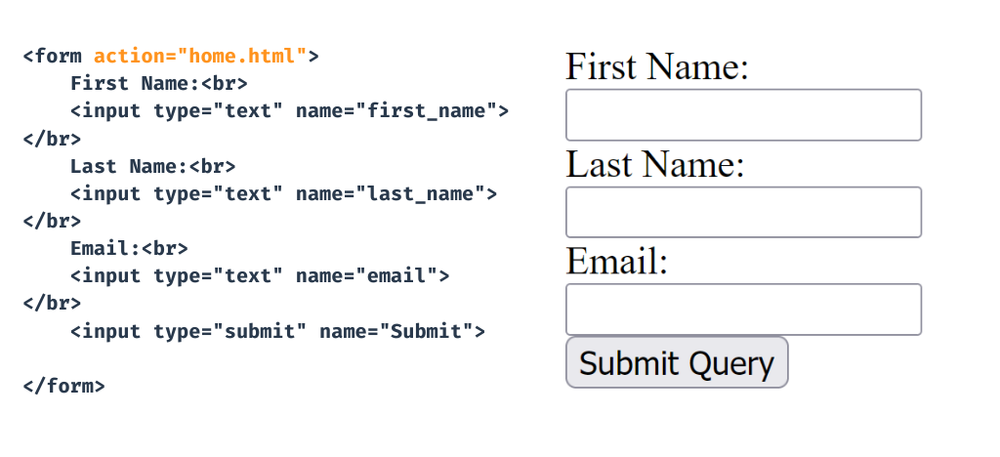 <form action="home.html">
First Name:<br>
<input type="text" name="first_name">
</br>
Last Name:<br>
<input type="text" name="last_name">
</br>
Email:<br>
<input type="text" name="email">
</br>
<input type="submit" name="Submit">
</form>
First Name:
Last Name:
Email:
Submit Query